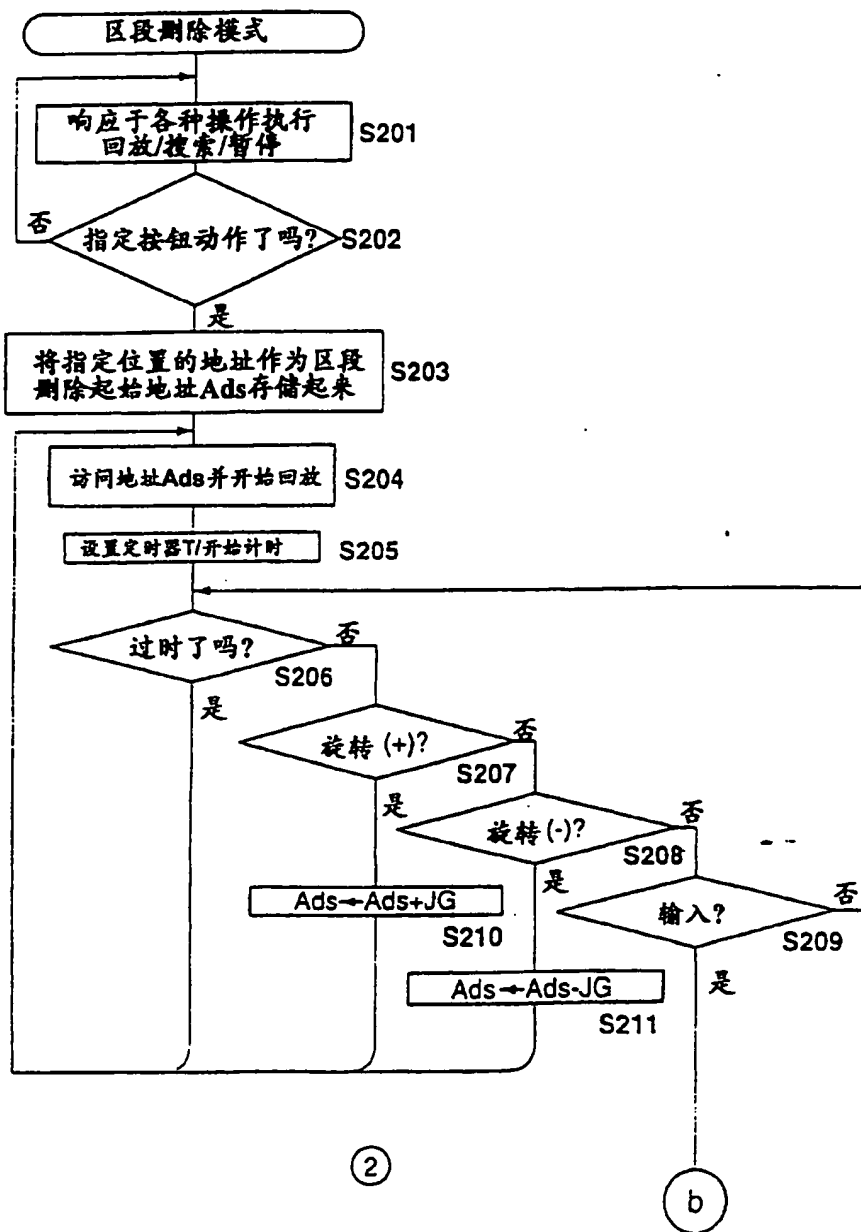 区段删除模式
响应于各种操作执行
回放/搜索/暂停
S201
否
指定按钮动作了吗?
S202
是
将指定位置的地址作为区段
删除起始地址Ads存储起来
S203
访问地址Ads并开始回放
S204
设置定时器T/开始计时
S205
过时了吗?
否
S206
是
旋转(+)?
否
S207
是
旋转(-)?
否
S208
是
Ads←Ads+JG
S210
输入?
否
S209
是
Ads←Ads-JG
S211
2
b